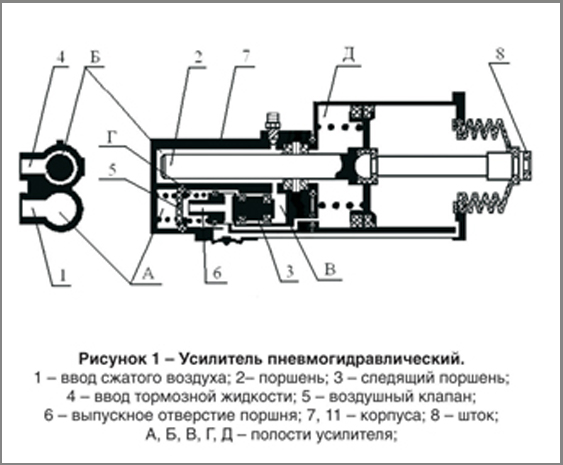 4 Б 2 7 Д 8
Г
5
1 А 6 3 В
Рисунок 1 – Усилитель пневмогидравлический.
1 – ввод сжатого воздуха; 2– поршень; 3 – следящий поршень;
4 – ввод тормозной жидкости; 5 – воздушный клапан;
6 – выпускное отверстие поршня; 7, 11 – корпуса; 8 – шток;
А, Б, В, Г, Д – полости усилителя;